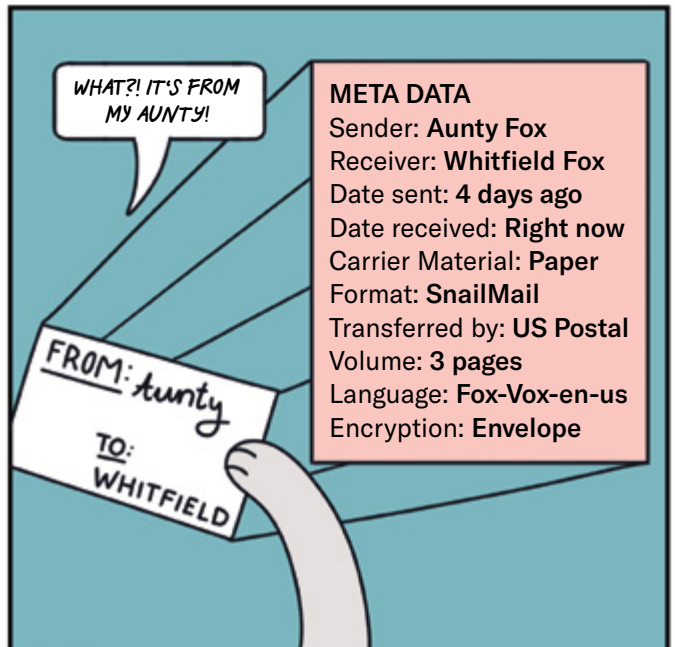 WHAT?! IT'S FROM
MY AUNTY!
META DATA
Sender: Aunty Fox
Receiver: Whitfield Fox
Date sent: 4 days ago
Date received: Right now
Carrier Material: Paper
Format: SnailMail
Transferred by: US Postal
Volume: 3 pages
Language: Fox-Vox-en-us
Encryption: Envelope
FROM: Aunty
TO:
WHITFIELD